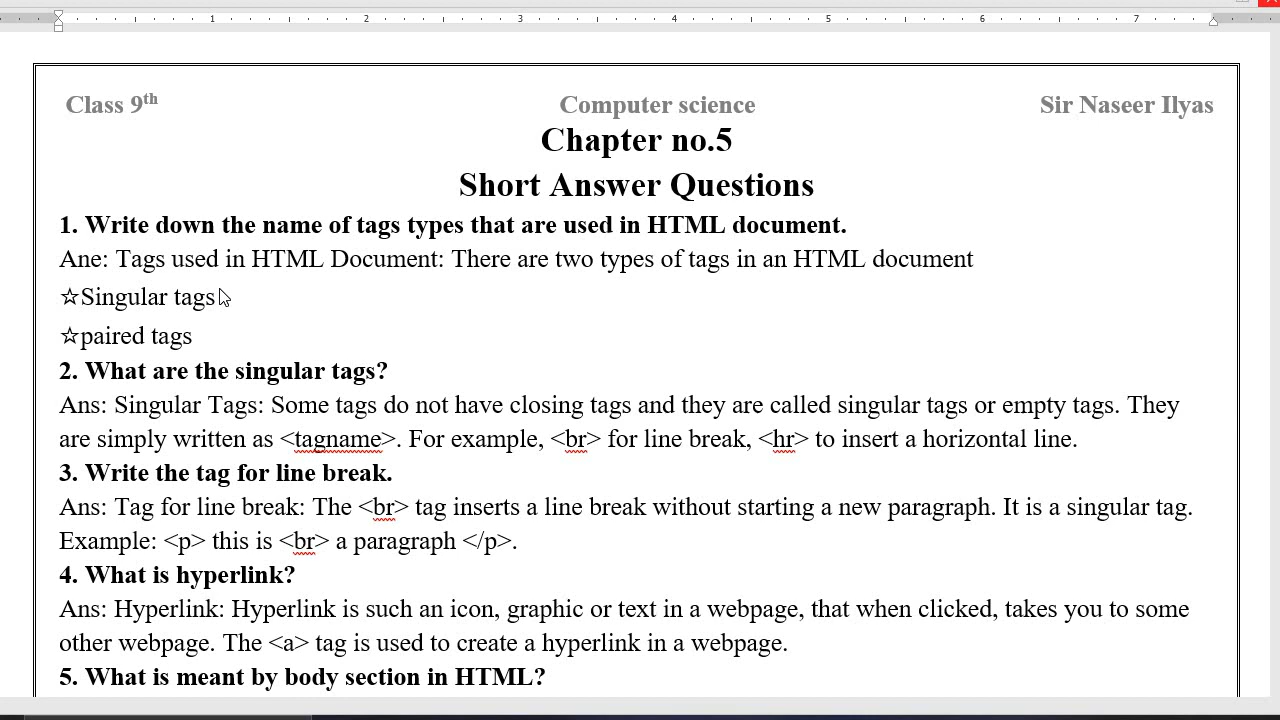 1 2 3 4 5 6 7
Class 9th Computer science Sir Naseer Ilyas
Chapter no.5
Short Answer Questions
1. Write down the name of tags types that are used in HTML document.
Ane: Tags used in HTML Document: There are two types of tags in an HTML document
☆Singular tags
☆paired tags
2. What are the singular tags?
Ans: Singular Tags: Some tags do not have closing tags and they are called singular tags or empty tags. They
are simply written as <tagname>. For example, <br> for line break, <hr> to insert a horizontal line.
3. Write the tag for line break.
Ans: Tag for line break: The <br> tag inserts a line break without starting a new paragraph. It is a singular tag.
Example: <p> this is <br> a paragraph </p>.
4. What is hyperlink?
Ans: Hyperlink: Hyperlink is such an icon, graphic or text in a webpage, that when clicked, takes you to some
other webpage. The <a> tag is used to create a hyperlink in a webpage.
5. What is meant by body section in HTML?